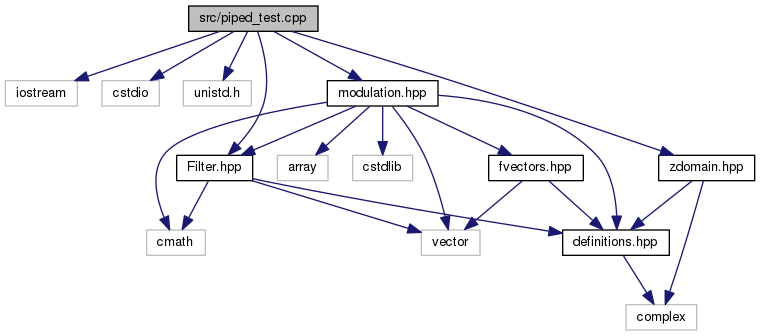 src/piped_test.cpp
iostream
cstdio
unistd.h
modulation.hpp
Filter.hpp
array
cstdlib
fvectors.hpp
zdomain.hpp
cmath
vector
definitions.hpp
complex